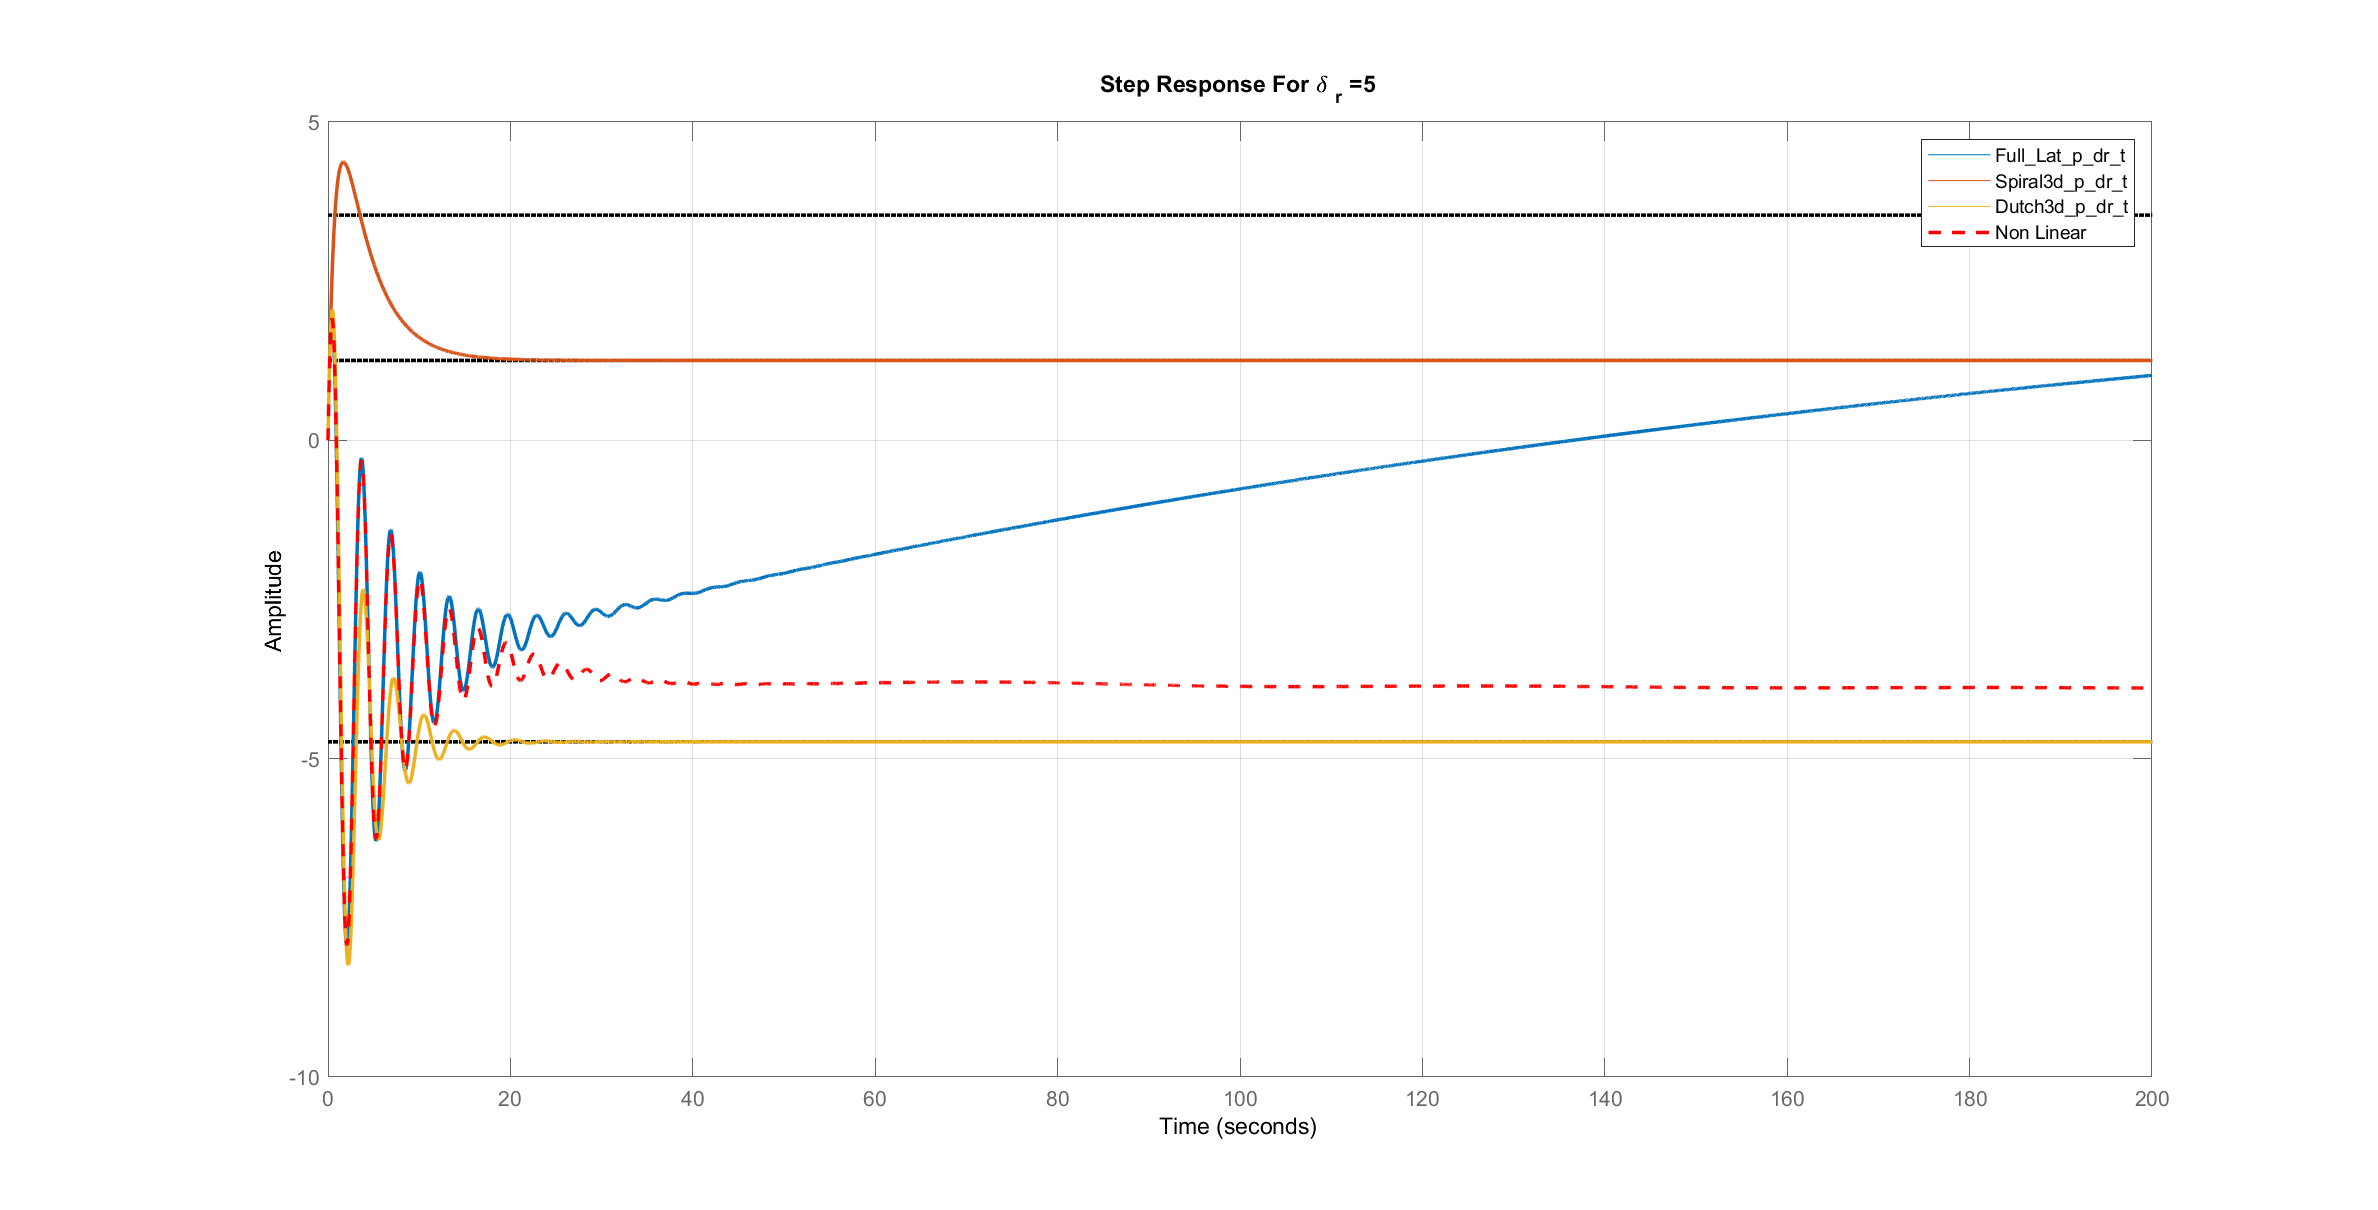 Step Response For δ r =5
5
0
-5
-10
Amplitude
Full_Lat_p_dr_t
Spiral3d_p_dr_t
Dutch3d_p_dr_t
Non Linear
0 20 40 60 80 100 120 140 160 180 200
Time (seconds)